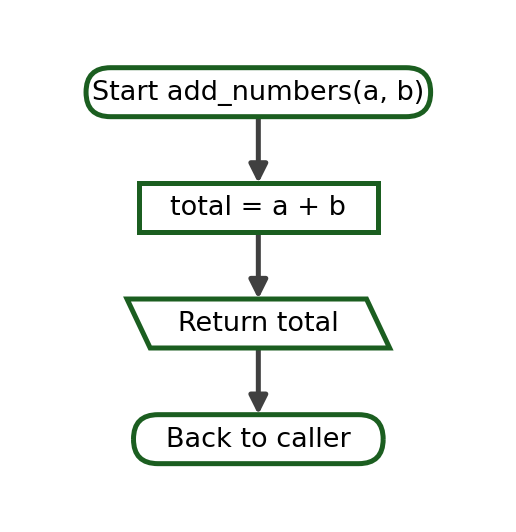 Start add_numbers(a, b)
total = a + b
Return total
Back to caller